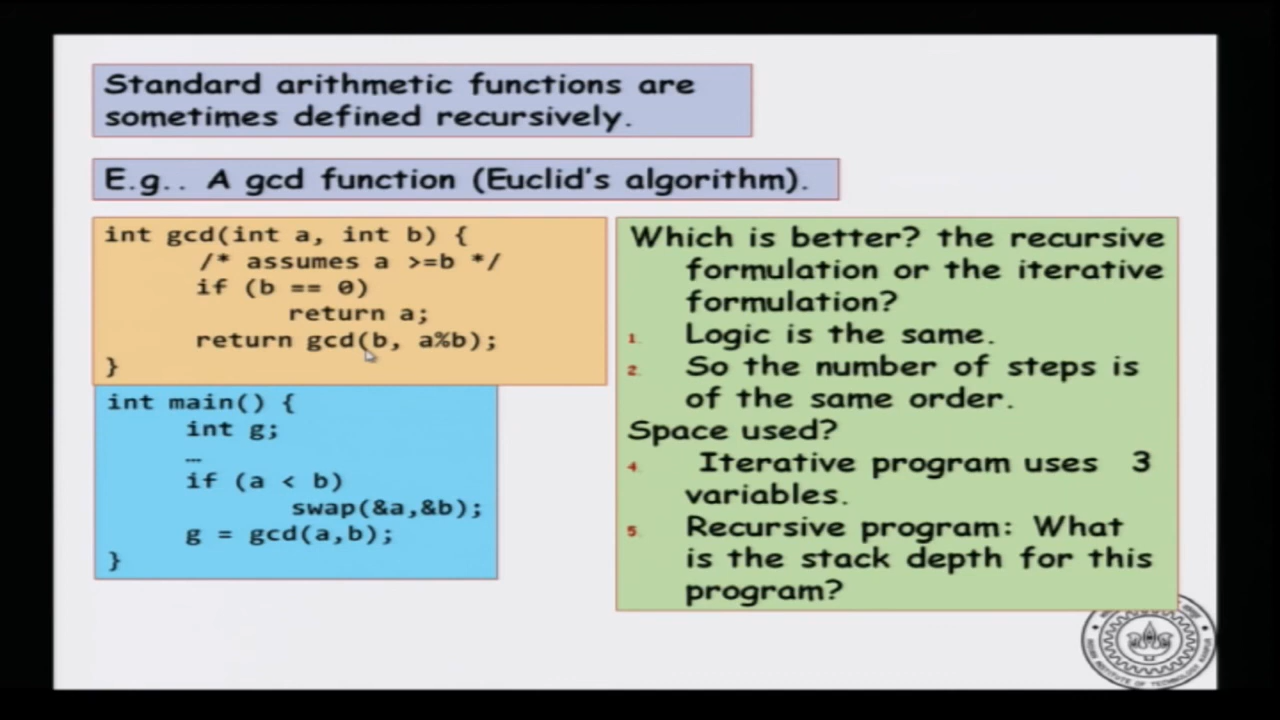 Standard arithmetic functions are
sometimes defined recursively.
E.g.. A gcd function (Euclid's algorithm).
int gcd(int a, int b) {
/* assumes a >=b */
if (b == 0)
return a;
return gcd(b, a%b);
}
int main() {
int g;
…
if (a < b)
swap(&a,&b);
g = gcd(a,b);
}
Which is better? the recursive
formulation or the iterative
formulation?
1. Logic is the same.
2. So the number of steps is
of the same order.
Space used?
4. Iterative program uses 3
variables.
5. Recursive program: What
is the stack depth for this
program?